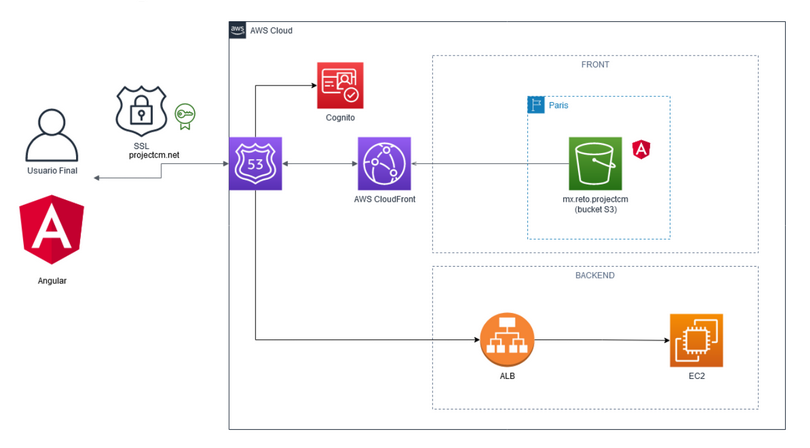 aws
AWS Cloud
FRONT
Paris
Cognito
SSL
projectcm.net
Usuario Final
53
AWS CloudFront
mx.reto.projectcm
(bucket S3)
A
A
Angular
BACKEND
ALB
EC2